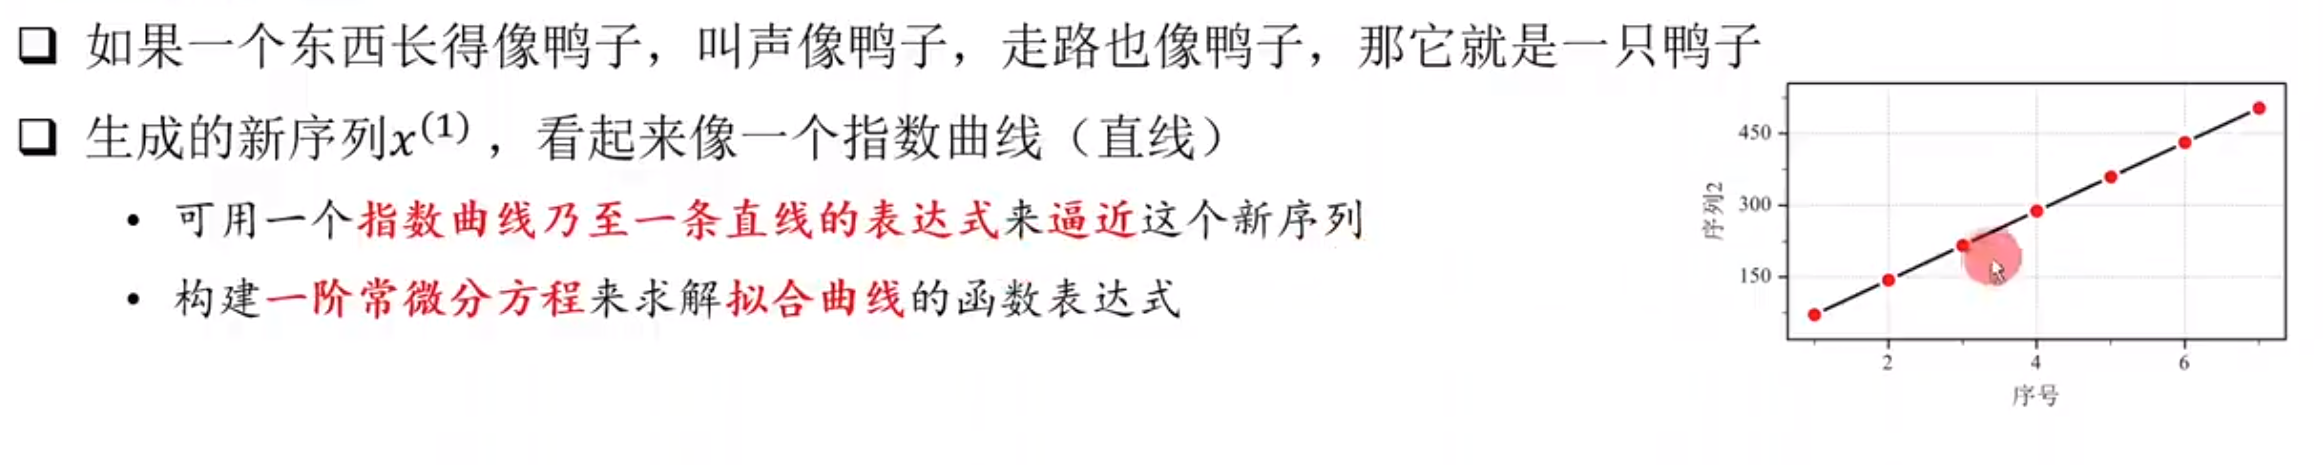 如果一个东西长得像鸭子，叫声像鸭子，走路也像鸭子，那它就是一只鸭子
生成的新序列x⁽¹⁾，看起来像一个指数曲线（直线）
• 可用一个指数曲线乃至一条直线的表达式来逼近这个新序列
• 构建一阶常微分方程来求解拟合曲线的函数表达式
450
300
150
序列2
2 4 6
序号